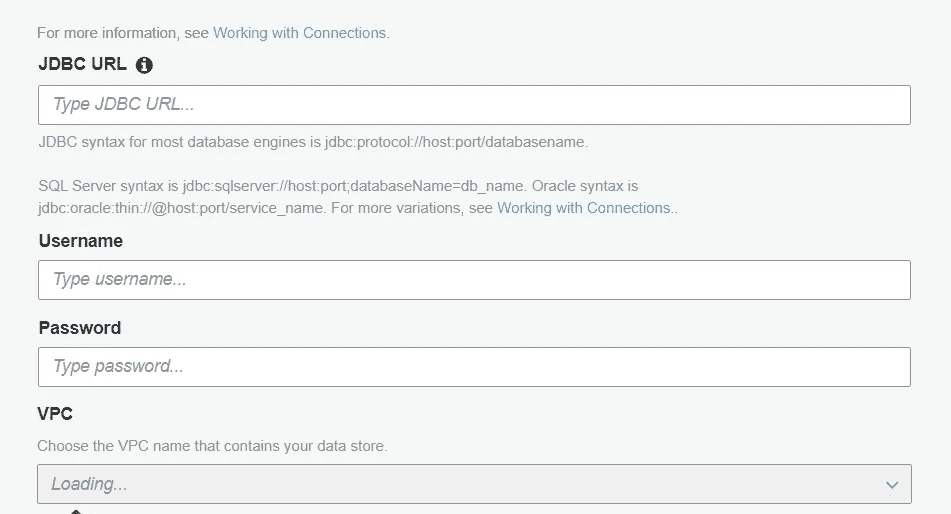 For more information, see Working with Connections.
JDBC URL
Type JDBC URL...
JDBC syntax for most database engines is jdbc:protocol://host:port/databasename.
SQL Server syntax is jdbc:sqlserver://host:port;databaseName=db_name. Oracle syntax is
jdbc:oracle:thin://@host:port/service_name. For more variations, see Working with Connections..
Username
Type username...
Password
Type password...
VPC
Choose the VPC name that contains your data store.
Loading...